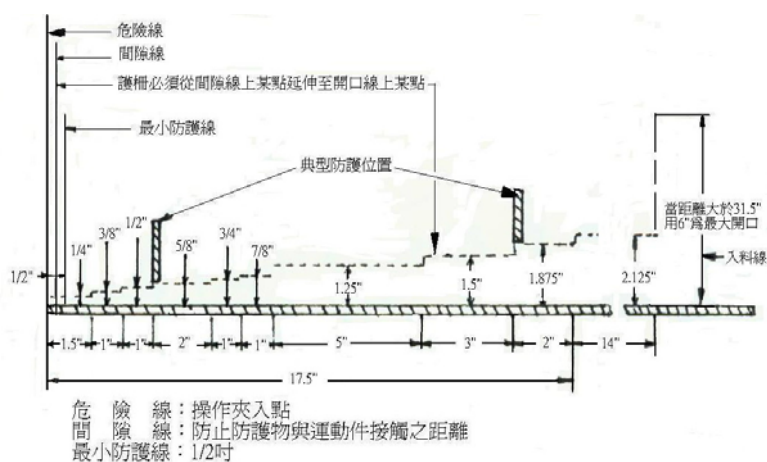 危險線
間隙線
護柵必須從間隙線上某點延伸至開口線上某點
最小防護線
典型防護位置
1/2"
1/4"
3/8"
1/2"
5/8"
3/4"
7/8"
1.25"
1.5"
1.875"
2.125"
當距離大於31.5"
用6"為最大開口
入料線
1.5"
1"
1"
2"
1"
1"
5"
3"
2"
14"
17.5"
危 險 線：操作夾入點
間 隙 線：防止防護物與運動件接觸之距離
最小防護線：1/2吋